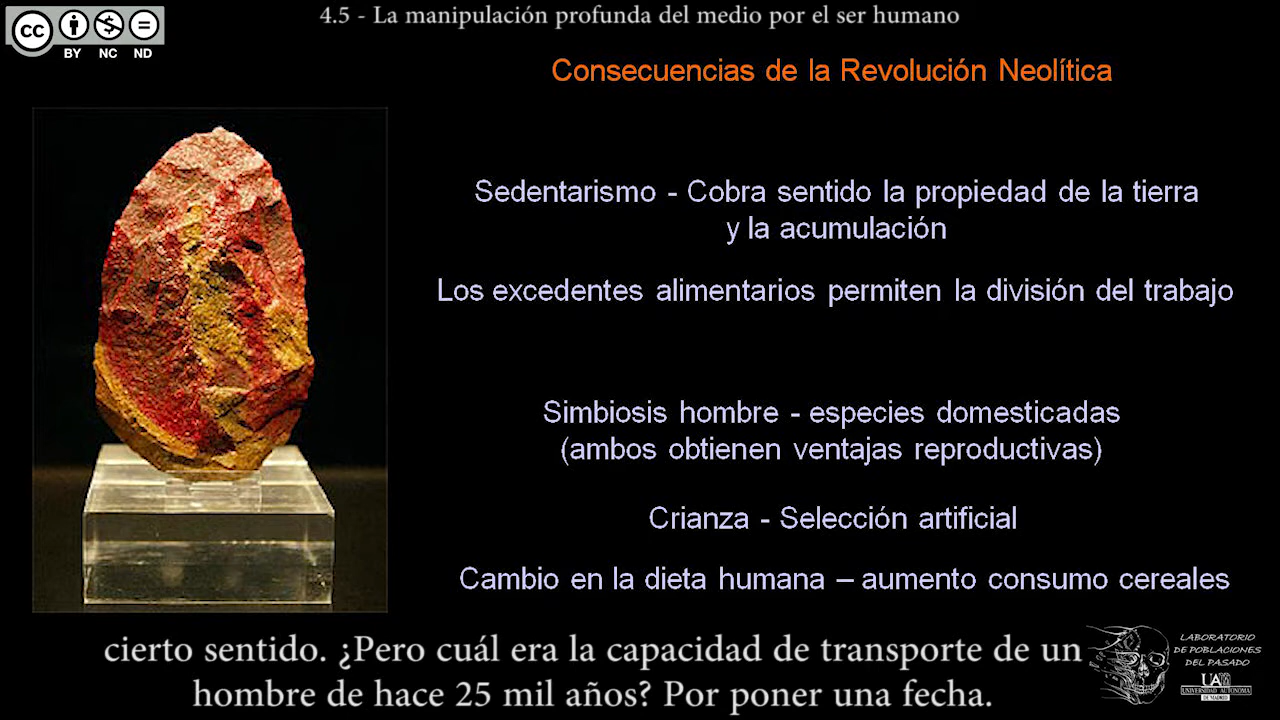 4.5 - La manipulación profunda del medio por el ser humano
cc
BY NC ND
Consecuencias de la Revolución Neolítica
Sedentarismo - Cobra sentido la propiedad de la tierra
y la acumulación
Los excedentes alimentarios permiten la división del trabajo
Simbiosis hombre - especies domesticadas
(ambos obtienen ventajas reproductivas)
Crianza - Selección artificial
Cambio en la dieta humana – aumento consumo cereales
cierto sentido. ¿Pero cuál era la capacidad de transporte de un
hombre de hace 25 mil años? Por poner una fecha.
LABORATORIO
DE POBLACIONES
DEL PASADO
UA
UNIVERSIDAD AUTONOMA
DE MADRID